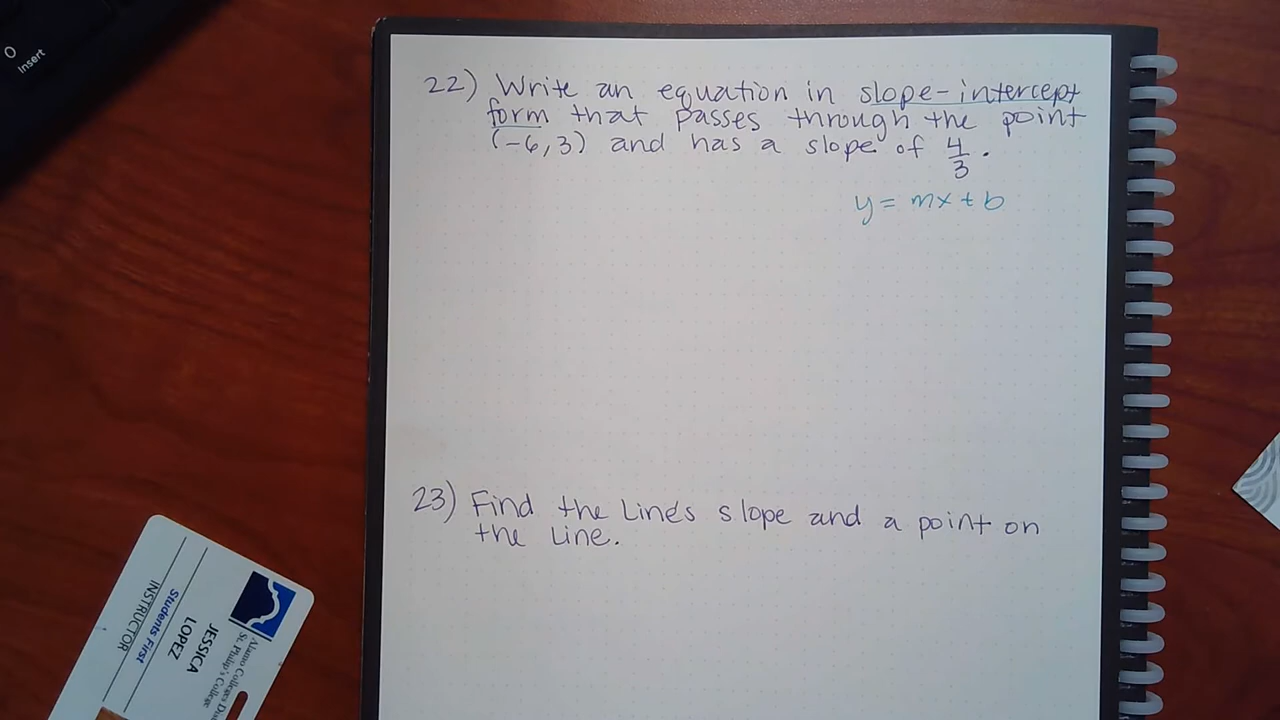 0
Insert
22) Write an equation in slope-intercept
form that passes through the point
(-6,3) and has a slope of 4/3.
y = mx + b
23) Find the Line's slope and a point on
the Line.
Alamo Colleges
St. Philip's College
JESSICA
LOPEZ
Students First
INSTRUCTOR